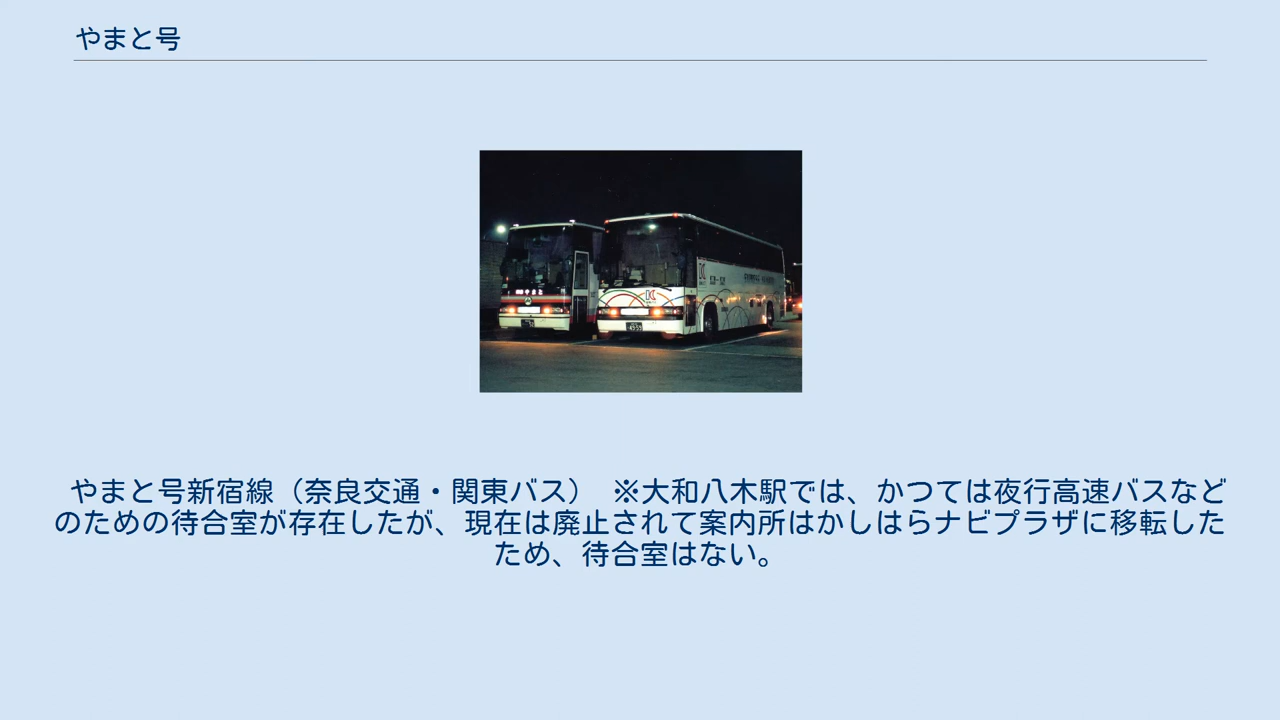 やまと号
やまと号新宿線（奈良交通・関東バス）　※大和八木駅では、かつては夜行高速バスなど
のための待合室が存在したが、現在は廃止されて案内所はかしはらナビプラザに移転した
ため、待合室はない。